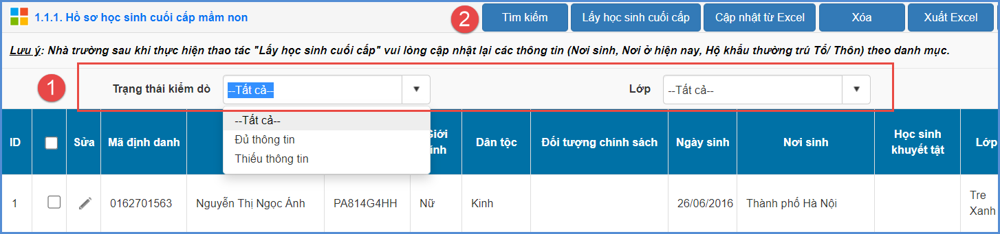 1.1.1. Hồ sơ học sinh cuối cấp mầm non
2
Tìm kiếm
Lấy học sinh cuối cấp
Cập nhật từ Excel
Xóa
Xuất Excel
Lưu ý: Nhà trường sau khi thực hiện thao tác "Lấy học sinh cuối cấp" vui lòng cập nhật lại các thông tin (Nơi sinh, Nơi ở hiện nay, Hộ khẩu thường trú Tổ/ Thôn) theo danh mục.
1
Trạng thái kiểm dò
--Tất cả--
Lớp
--Tất cả--
--Tất cả--
Đủ thông tin
Thiếu thông tin
ID
Sửa
Mã định danh
Dân tộc
Đối tượng chính sách
Ngày sinh
Nơi sinh
Học sinh
khuyết tật
Lớp
1
0162701563
Nguyễn Thị Ngọc Ánh
PA814G4HH
Nữ
Kinh
26/06/2016
Thành phố Hà Nội
Tre
Xanh